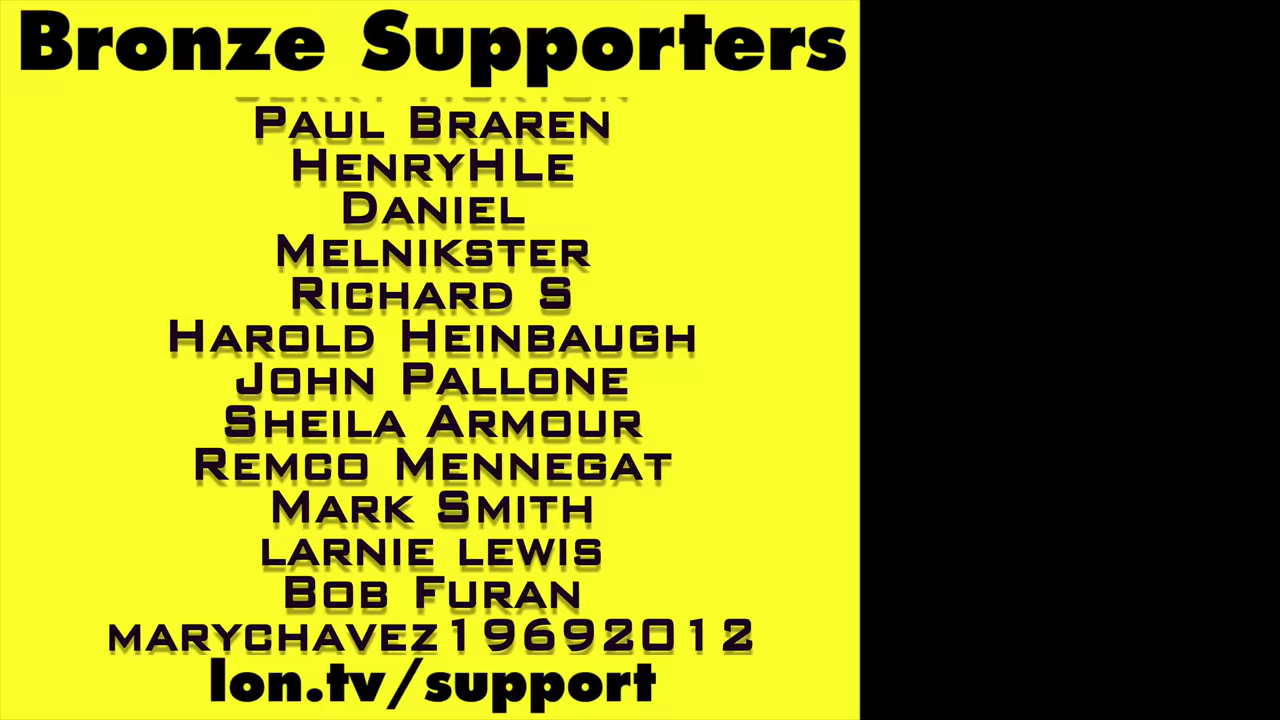 Bronze Supporters
Paul Braren
HenryHLe
Daniel
Melnikster
Richard S
Harold Heinbaugh
John Pallone
Sheila Armour
Remco Mennegat
Mark Smith
larnie lewis
Bob Furan
marychavez19692012
lon.tv/support